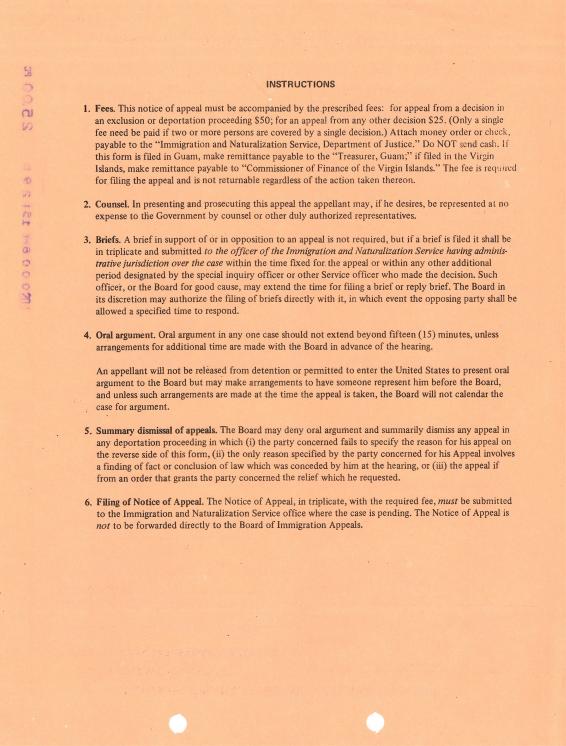 INSTRUCTIONS
1. Fees. This notice of appeal must be accompanied by the prescribed fees: for appeal from a decision in
an exclusion or deportation proceeding $50; for an appeal from any other decision $25. (Only a single
fee need be paid if two or more persons are covered by a single decision.) Attach money order or check,
payable to the “Immigration and Naturalization Service, Department of Justice.” Do NOT send cash. If
this form is filed in Guam, make remittance payable to the “Treasurer, Guam;” if filed in the Virgin
Islands, make remittance payable to “Commissioner of Finance of the Virgin Islands.” The fee is required
for filing the appeal and is not returnable regardless of the action taken thereon.
2. Counsel. In presenting and prosecuting this appeal the appellant may, if he desires, be represented at no
expense to the Government by counsel or other duly authorized representatives.
3. Briefs. A brief in support of or in opposition to an appeal is not required, but if a brief is filed it shall be
in triplicate and submitted to the officer of the Immigration and Naturalization Service having adminis-
trative jurisdiction over the case within the time fixed for the appeal or within any other additional
period designated by the special inquiry officer or other Service officer who made the decision. Such
officer, or the Board for good cause, may extend the time for filing a brief or reply brief. The Board in
its discretion may authorize the filing of briefs directly with it, in which event the opposing party shall be
allowed a specified time to respond.
4. Oral argument. Oral argument in any one case should not extend beyond fifteen (15) minutes, unless
arrangements for additional time are made with the Board in advance of the hearing.
An appellant will not be released from detention or permitted to enter the United States to present oral
argument to the Board but may make arrangements to have someone represent him before the Board,
and unless such arrangements are made at the time the appeal is taken, the Board will not calendar the
case for argument.
5. Summary dismissal of appeals. The Board may deny oral argument and summarily dismiss any appeal in
any deportation proceeding in which (i) the party concerned fails to specify the reason for his appeal on
the reverse side of this form, (ii) the only reason specified by the party concerned for his Appeal involves
a finding of fact or conclusion of law which was conceded by him at the hearing, or (iii) the appeal if
from an order that grants the party concerned the relief which he requested.
6. Filing of Notice of Appeal. The Notice of Appeal, in triplicate, with the required fee, must be submitted
to the Immigration and Naturalization Service office where the case is pending. The Notice of Appeal is
not to be forwarded directly to the Board of Immigration Appeals.